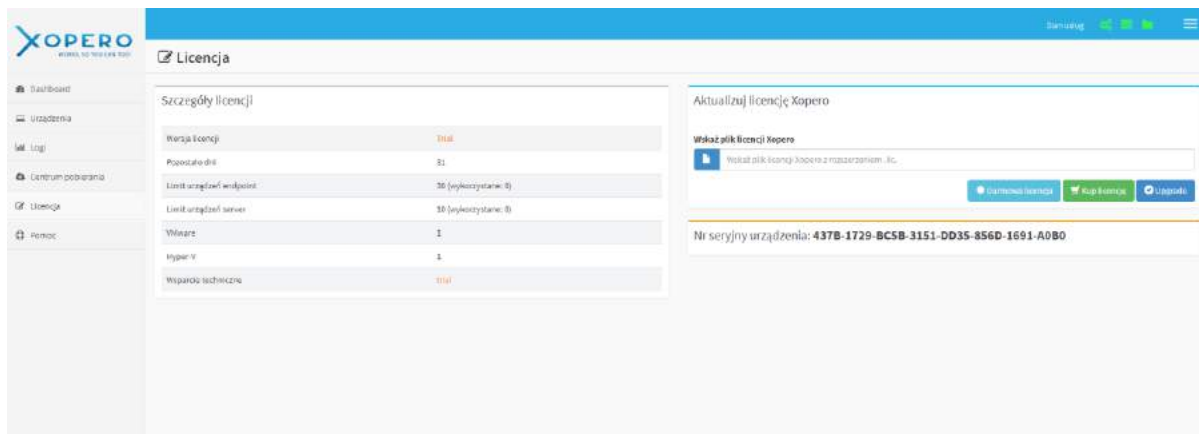 XOPERO
Stan usług
Licencja
Dashboard
Urządzenia
Logi
Centrum pobierania
Licencja
Pomoc
Szczegóły licencji
Wersja licencji Trial
Pozostało dni 31
Limit urządzeń endpoint 30 (wykorzystane: 0)
Limit urządzeń server 10 (wykorzystane: 0)
VMware 1
Hyper-V 1
Wsparcie techniczne trial
Aktualizuj licencję Xopero
Wskaż plik licencji Xopero
Wskaż plik licencji Xopero z rozszerzeniem .lic.
Darmowa licencja Kup licencję Upgrade
Nr seryjny urządzenia: 437B-1729-BC5B-3151-DD35-856D-1691-A0B0